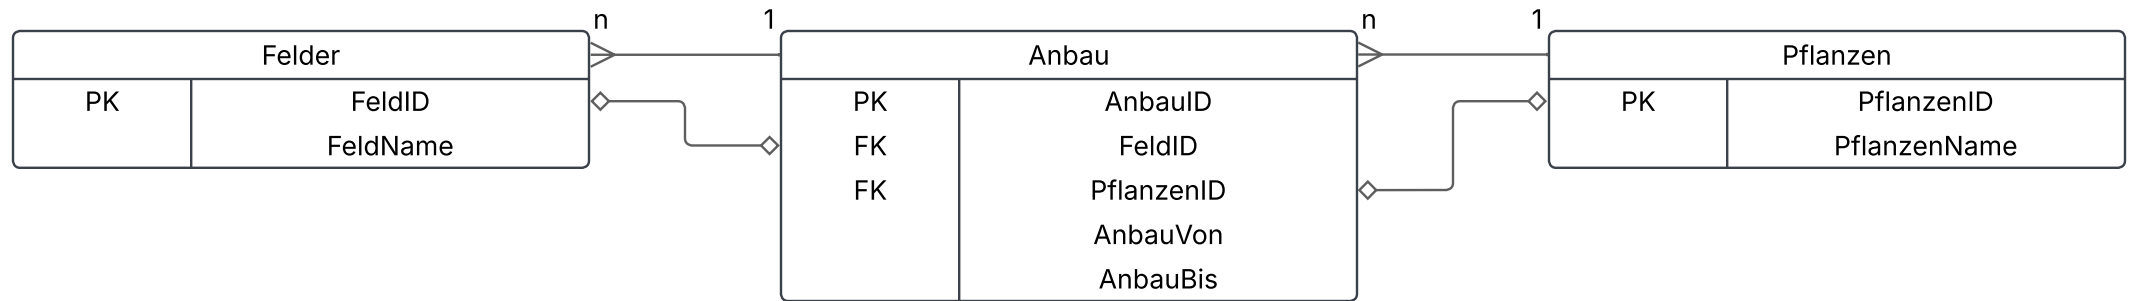 n 1 n 1
Felder
PK FeldID
FeldName
Anbau
PK AnbauID
FK FeldID
FK PflanzenID
AnbauVon
AnbauBis
Pflanzen
PK PflanzenID
PflanzenName